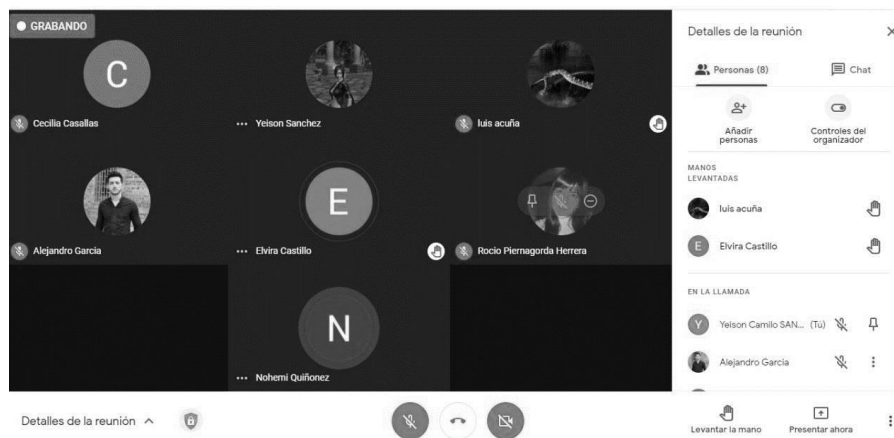 GRABANDO
C
Cecilia Casallas
Yeison Sanchez
luis acuña
Alejandro Garcia
E
Elvira Castillo
Rocio Piernagorda Herrera
N
Nohemi Quiñonez
Detalles de la reunión
Personas (8)
Chat
Añadir
personas
Controles del
organizador
MANOS
LEVANTADAS
luis acuña
E
Elvira Castillo
EN LA LLAMADA
Y
Yeison Camilo SAN... (Tú)
Alejandro Garcia
Detalles de la reunión
Levantar la mano
Presentar ahora